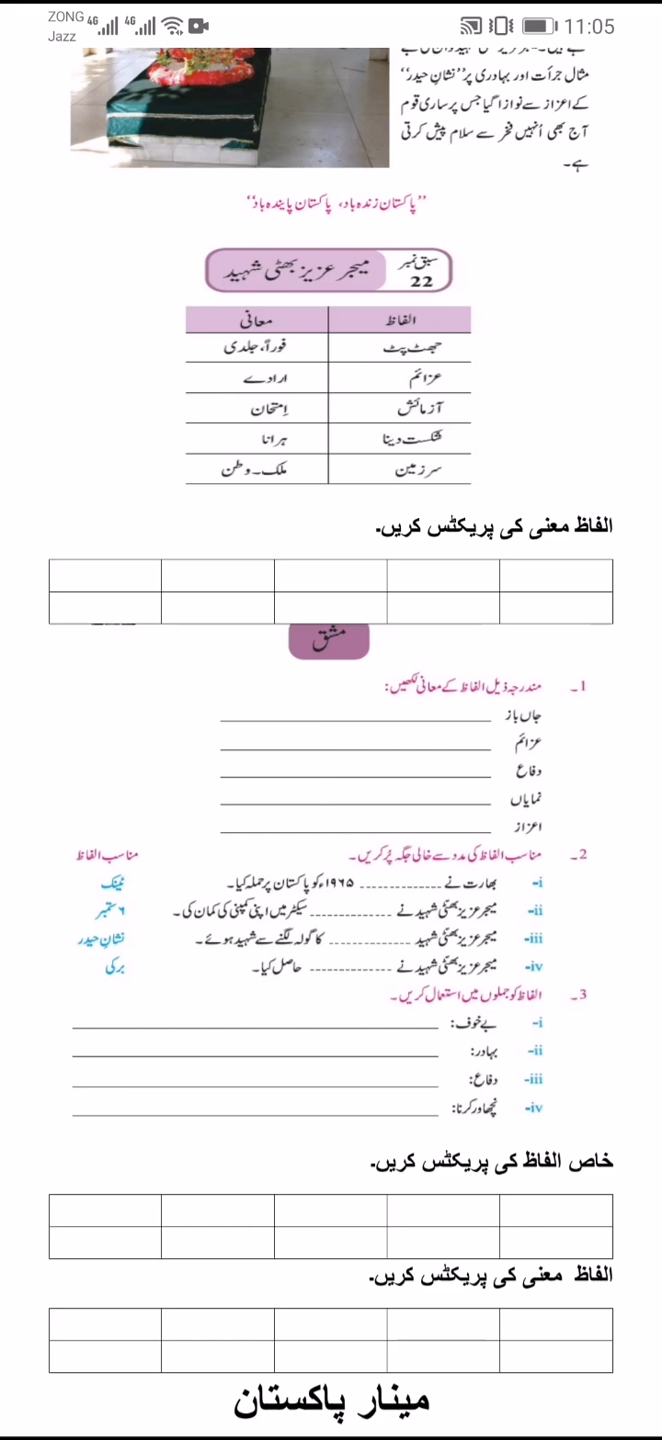 ZONG 4G 4G 11:05
Jazz
مثال جرأت اور بہادری پر ”نشانِ حیدر“
کے اعزاز سے نوازا گیا جس پر ساری قوم
آج بھی اُنہیں فخر سے سلام پیش کرتی
ہے۔
”پاکستان زندہ باد، پاکستان پایندہ باد“
سبق نمبر 22 میجر عزیز بھٹی شہید
الفاظ معانی
جھٹ پٹ فوراً، جلدی
عزائم ارادے
آزمائش اِمتحان
شکست دینا ہرانا
سرزمین ملک۔ وطن
الفاظ معنی کی پریکٹس کریں۔
مشق
1۔ مندرجہ ذیل الفاظ کے معانی لکھیں:
جاں باز
عزائم
دفاع
نمایاں
اعزاز
2۔ مناسب الفاظ کی مدد سے خالی جگہ پُر کریں۔ مناسب الفاظ
i- بھارت نے ------------ ۱۹۶۵ء کو پاکستان پر حملہ کیا۔ ٹینک
ii- میجر عزیز بھٹی شہید نے ------------ سیکٹر میں اپنی کمپنی کی کمان کی۔ ۶ ستمبر
iii- میجر عزیز بھٹی شہید ------------ کا گولہ لگنے سے شہید ہوئے۔ نشانِ حیدر
iv- میجر عزیز بھٹی شہید نے ------------ حاصل کیا۔ برکی
3۔ الفاظ کو جملوں میں استعمال کریں۔
i- بے خوف:
ii- بہادر:
iii- دفاع:
iv- نچھاور کرنا:
خاص الفاظ کی پریکٹس کریں۔
الفاظ معنی کی پریکٹس کریں۔
مینار پاکستان